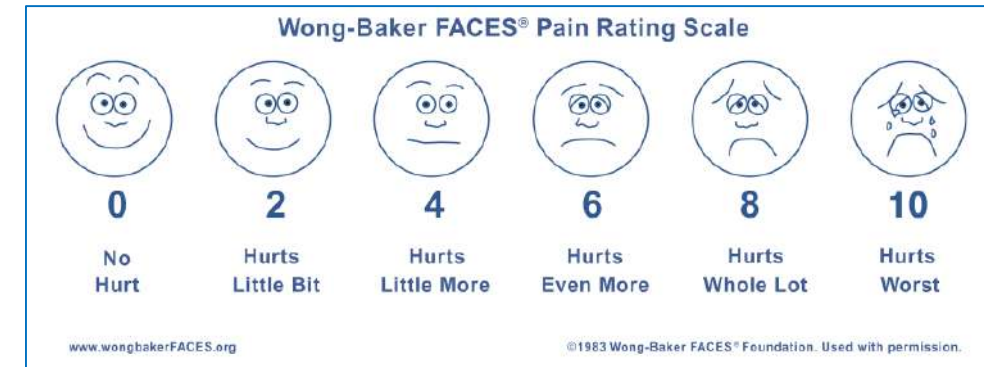 Wong-Baker FACES® Pain Rating Scale
0 2 4 6 8 10
No Hurts Hurts Hurts Hurts Hurts
Hurt Little Bit Little More Even More Whole Lot Worst
www.wongbakerFACES.org ©1983 Wong-Baker FACES® Foundation. Used with permission.